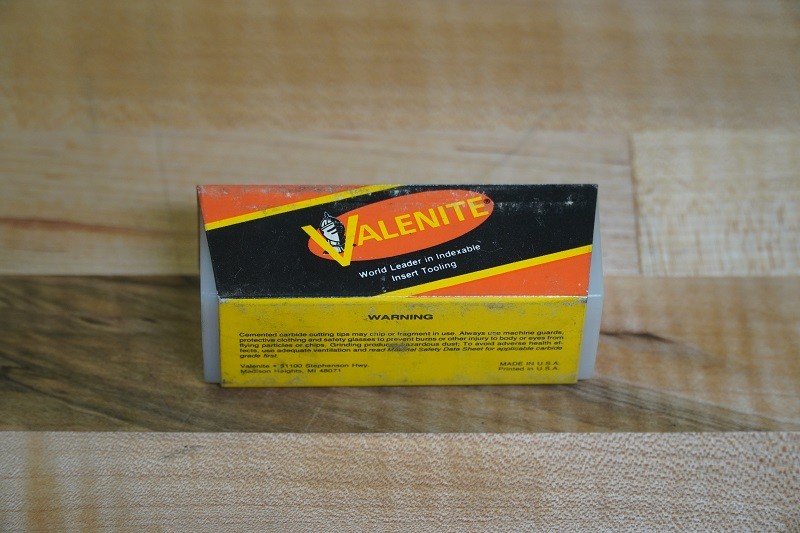 VALENITE®
World Leader in Indexable
Insert Tooling
WARNING
Cemented carbide cutting tips may chip or fragment in use. Always use machine guards,
protective clothing and safety glasses to prevent burns or other injury to body or eyes from
flying particles or chips. Grinding produces hazardous dust; To avoid adverse health ef-
fects, use adequate ventilation and read Material Safety Data Sheet for applicable carbide
grade first.
Valenite • 31100 Stephenson Hwy.
Madison Heights, MI 48071
MADE IN U.S.A.
Printed in U.S.A.